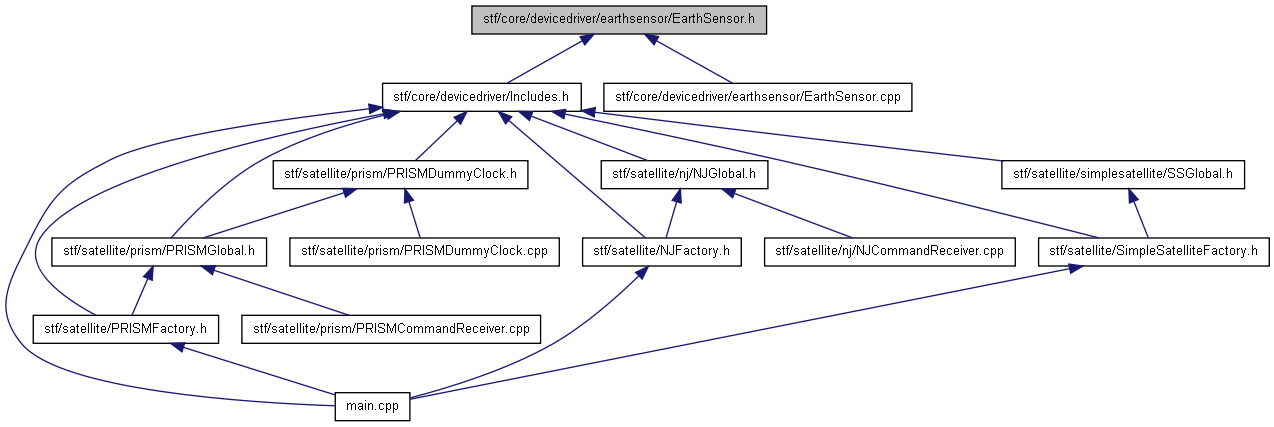 stf/core/devicedriver/earthsensor/EarthSensor.h
stf/core/devicedriver/Includes.h
stf/core/devicedriver/earthsensor/EarthSensor.cpp
stf/satellite/prism/PRISMDummyClock.h
stf/satellite/nj/NJGlobal.h
stf/satellite/simplesatellite/SSGlobal.h
stf/satellite/prism/PRISMGlobal.h
stf/satellite/prism/PRISMDummyClock.cpp
stf/satellite/NJFactory.h
stf/satellite/nj/NJCommandReceiver.cpp
stf/satellite/SimpleSatelliteFactory.h
stf/satellite/PRISMFactory.h
stf/satellite/prism/PRISMCommandReceiver.cpp
main.cpp